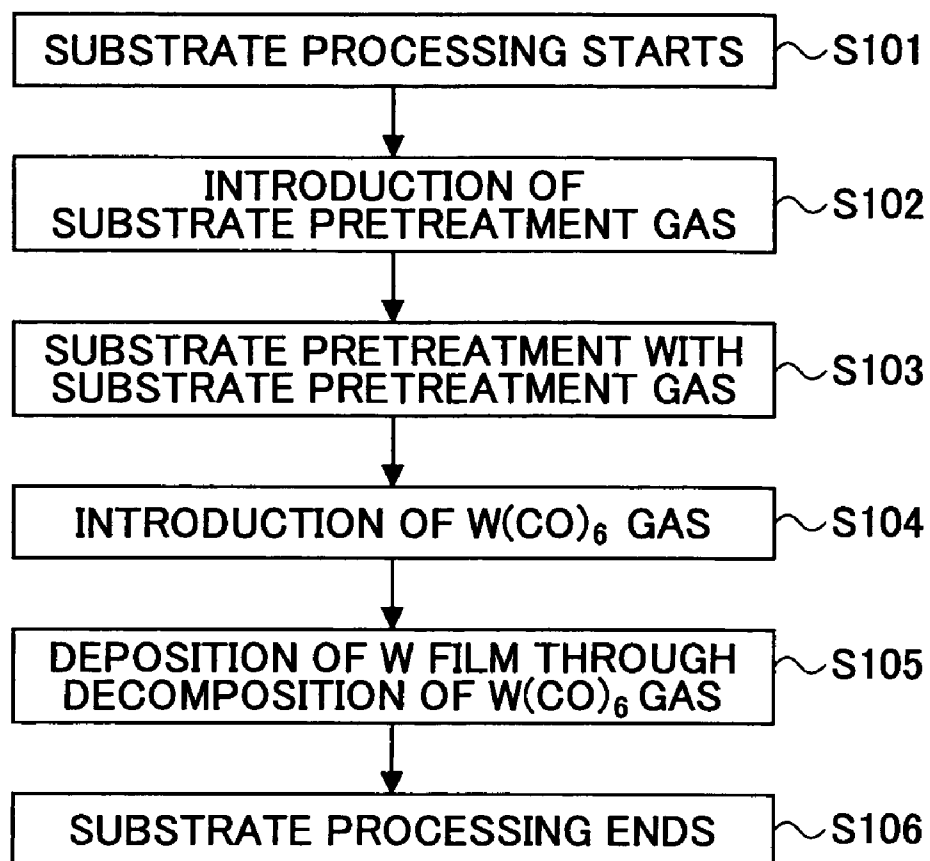 SUBSTRATE PROCESSING STARTS S101
INTRODUCTION OF
SUBSTRATE PRETREATMENT GAS S102
SUBSTRATE PRETREATMENT WITH
SUBSTRATE PRETREATMENT GAS S103
INTRODUCTION OF W(CO)₆ GAS S104
DEPOSITION OF W FILM THROUGH
DECOMPOSITION OF W(CO)₆ GAS S105
SUBSTRATE PROCESSING ENDS S106